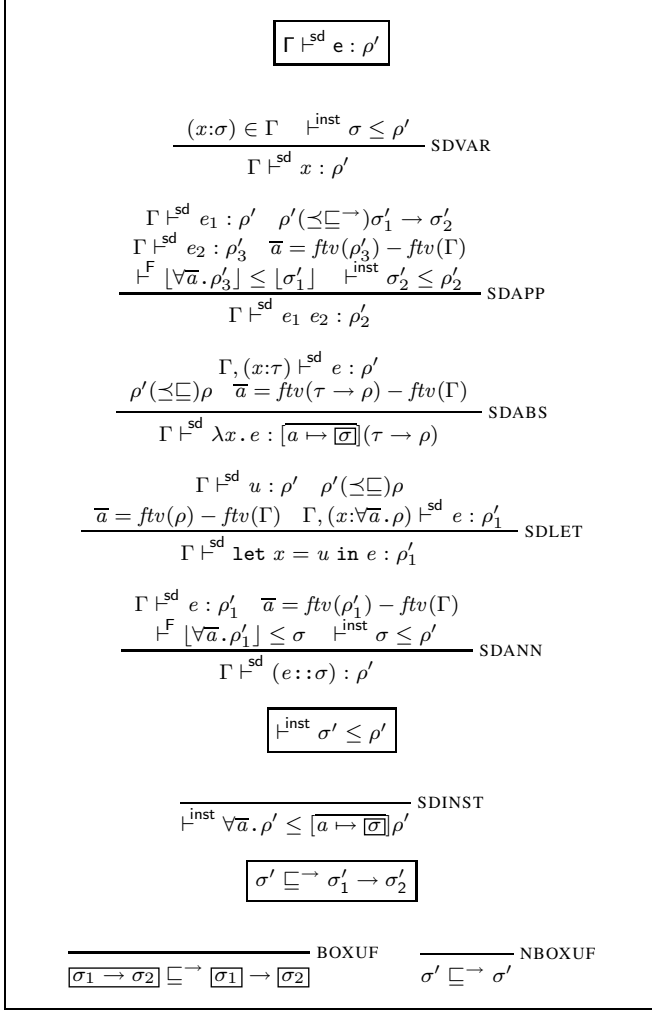 Γ ⊢sd e : ρ′
(x:σ) ∈ Γ ⊢inst σ ≤ ρ′
SDVAR
Γ ⊢sd x : ρ′
Γ ⊢sd e₁ : ρ′ ρ′(⪯⊑→)σ′₁ → σ′₂
Γ ⊢sd e₂ : ρ′₃ a̅ = ftv(ρ′₃) − ftv(Γ)
⊢F ⌊∀a̅.ρ′₃⌋ ≤ ⌊σ′₁⌋ ⊢inst σ′₂ ≤ ρ′₂
SDAPP
Γ ⊢sd e₁ e₂ : ρ′₂
Γ, (x:τ) ⊢sd e : ρ′
ρ′(⪯⊑)ρ a̅ = ftv(τ → ρ) − ftv(Γ)
SDABS
Γ ⊢sd λx.e : [a ↦ σ](τ → ρ)
Γ ⊢sd u : ρ′ ρ′(⪯⊑)ρ
a̅ = ftv(ρ) − ftv(Γ) Γ, (x:∀a̅.ρ) ⊢sd e : ρ′₁
SDLET
Γ ⊢sd let x = u in e : ρ′₁
Γ ⊢sd e : ρ′₁ a̅ = ftv(ρ′₁) − ftv(Γ)
⊢F ⌊∀a̅.ρ′₁⌋ ≤ σ ⊢inst σ ≤ ρ′
SDANN
Γ ⊢sd (e::σ) : ρ′
⊢inst σ′ ≤ ρ′
SDINST
⊢inst ∀a̅.ρ′ ≤ [a ↦ σ]ρ′
σ′ ⊑→ σ′₁ → σ′₂
BOXUF
σ₁ → σ₂ ⊑→ σ₁ → σ₂
NBOXUF
σ′ ⊑→ σ′